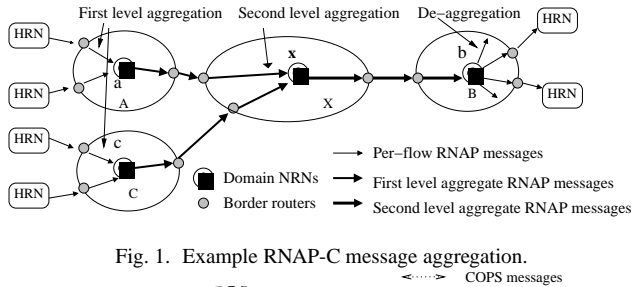 First level aggregation
Second level aggregation
De-aggregation
HRN
HRN
HRN
HRN
HRN
HRN
a
A
x
X
b
B
c
C
Domain NRNs
Border routers
Per-flow RNAP messages
First level aggregate RNAP messages
Second level aggregate RNAP messages
Fig. 1. Example RNAP-C message aggregation.
COPS messages